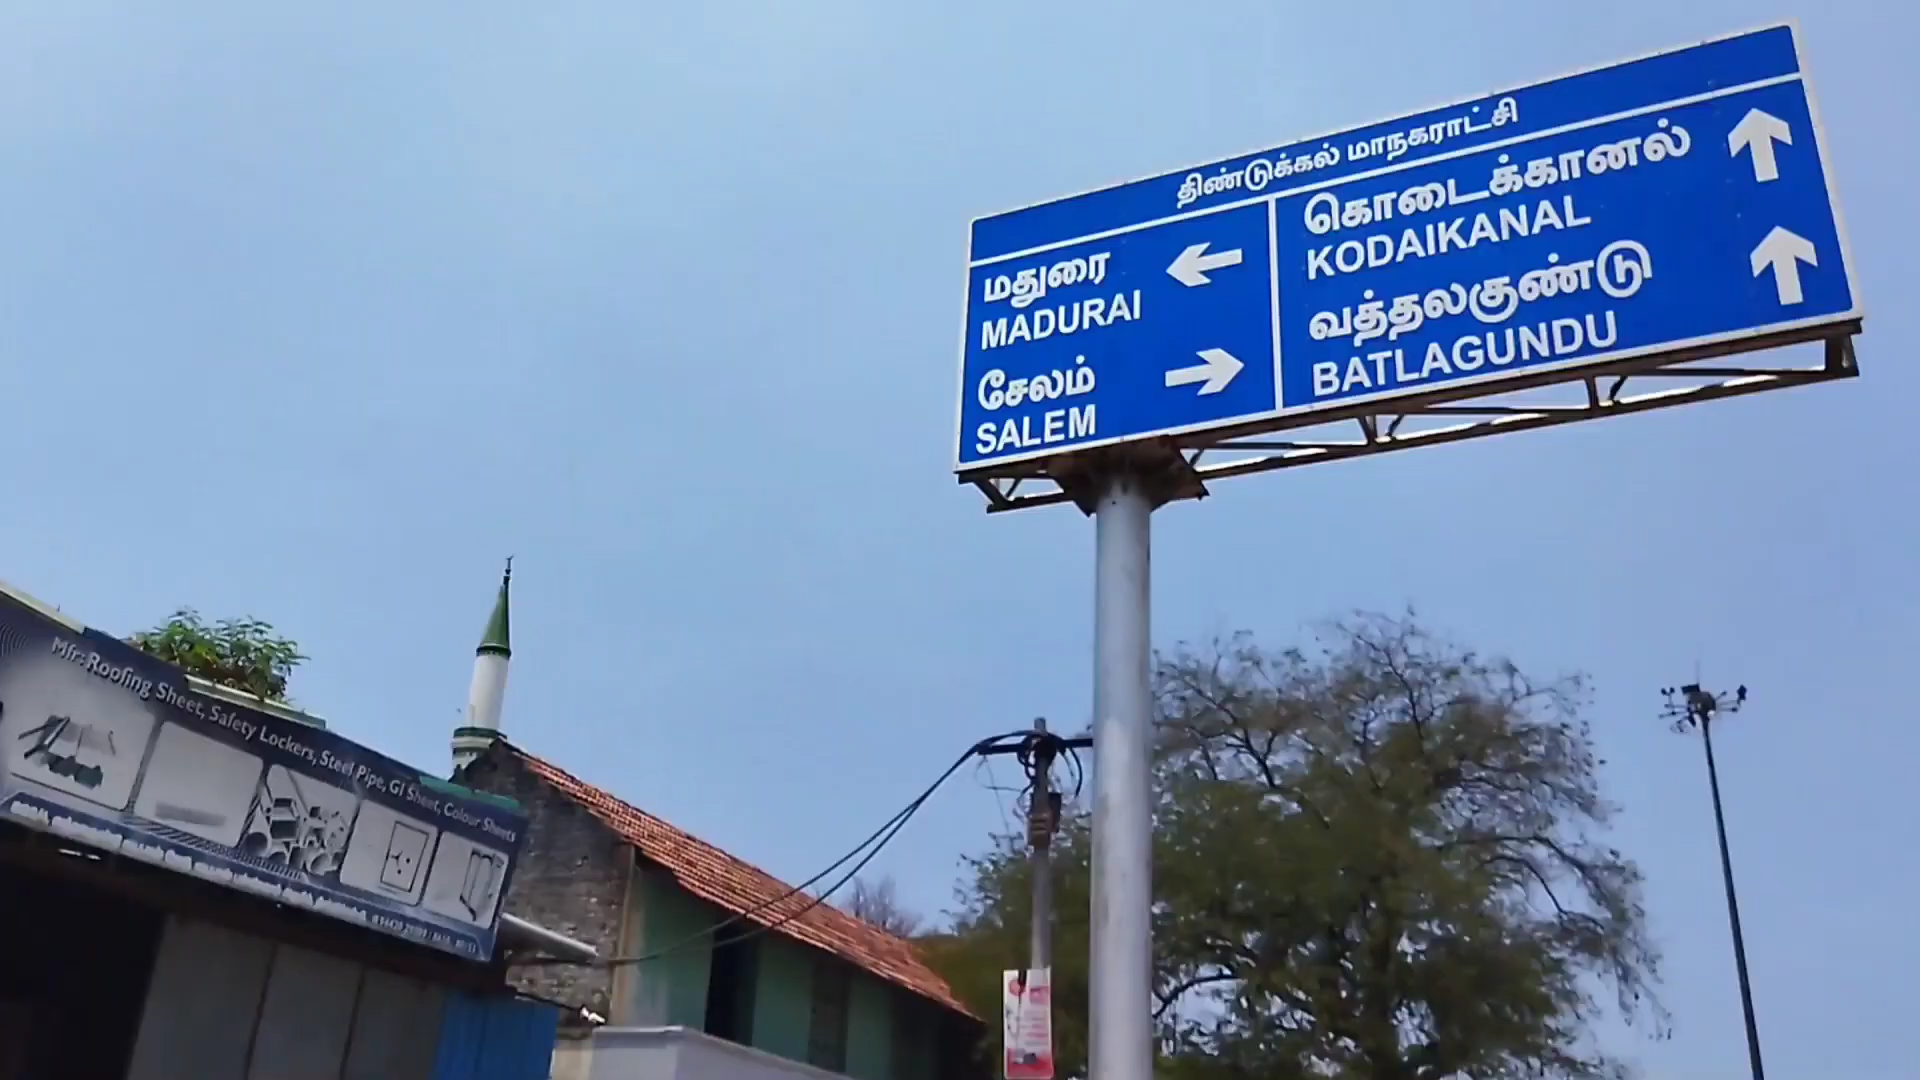 திண்டுக்கல் மாநகராட்சி
மதுரை
MADURAI
சேலம்
SALEM
கொடைக்கானல்
KODAIKANAL
வத்தலகுண்டு
BATLAGUNDU
Mfr: Roofing Sheet, Safety Lockers, Steel Pipe, GI Sheet, Colour Sheets